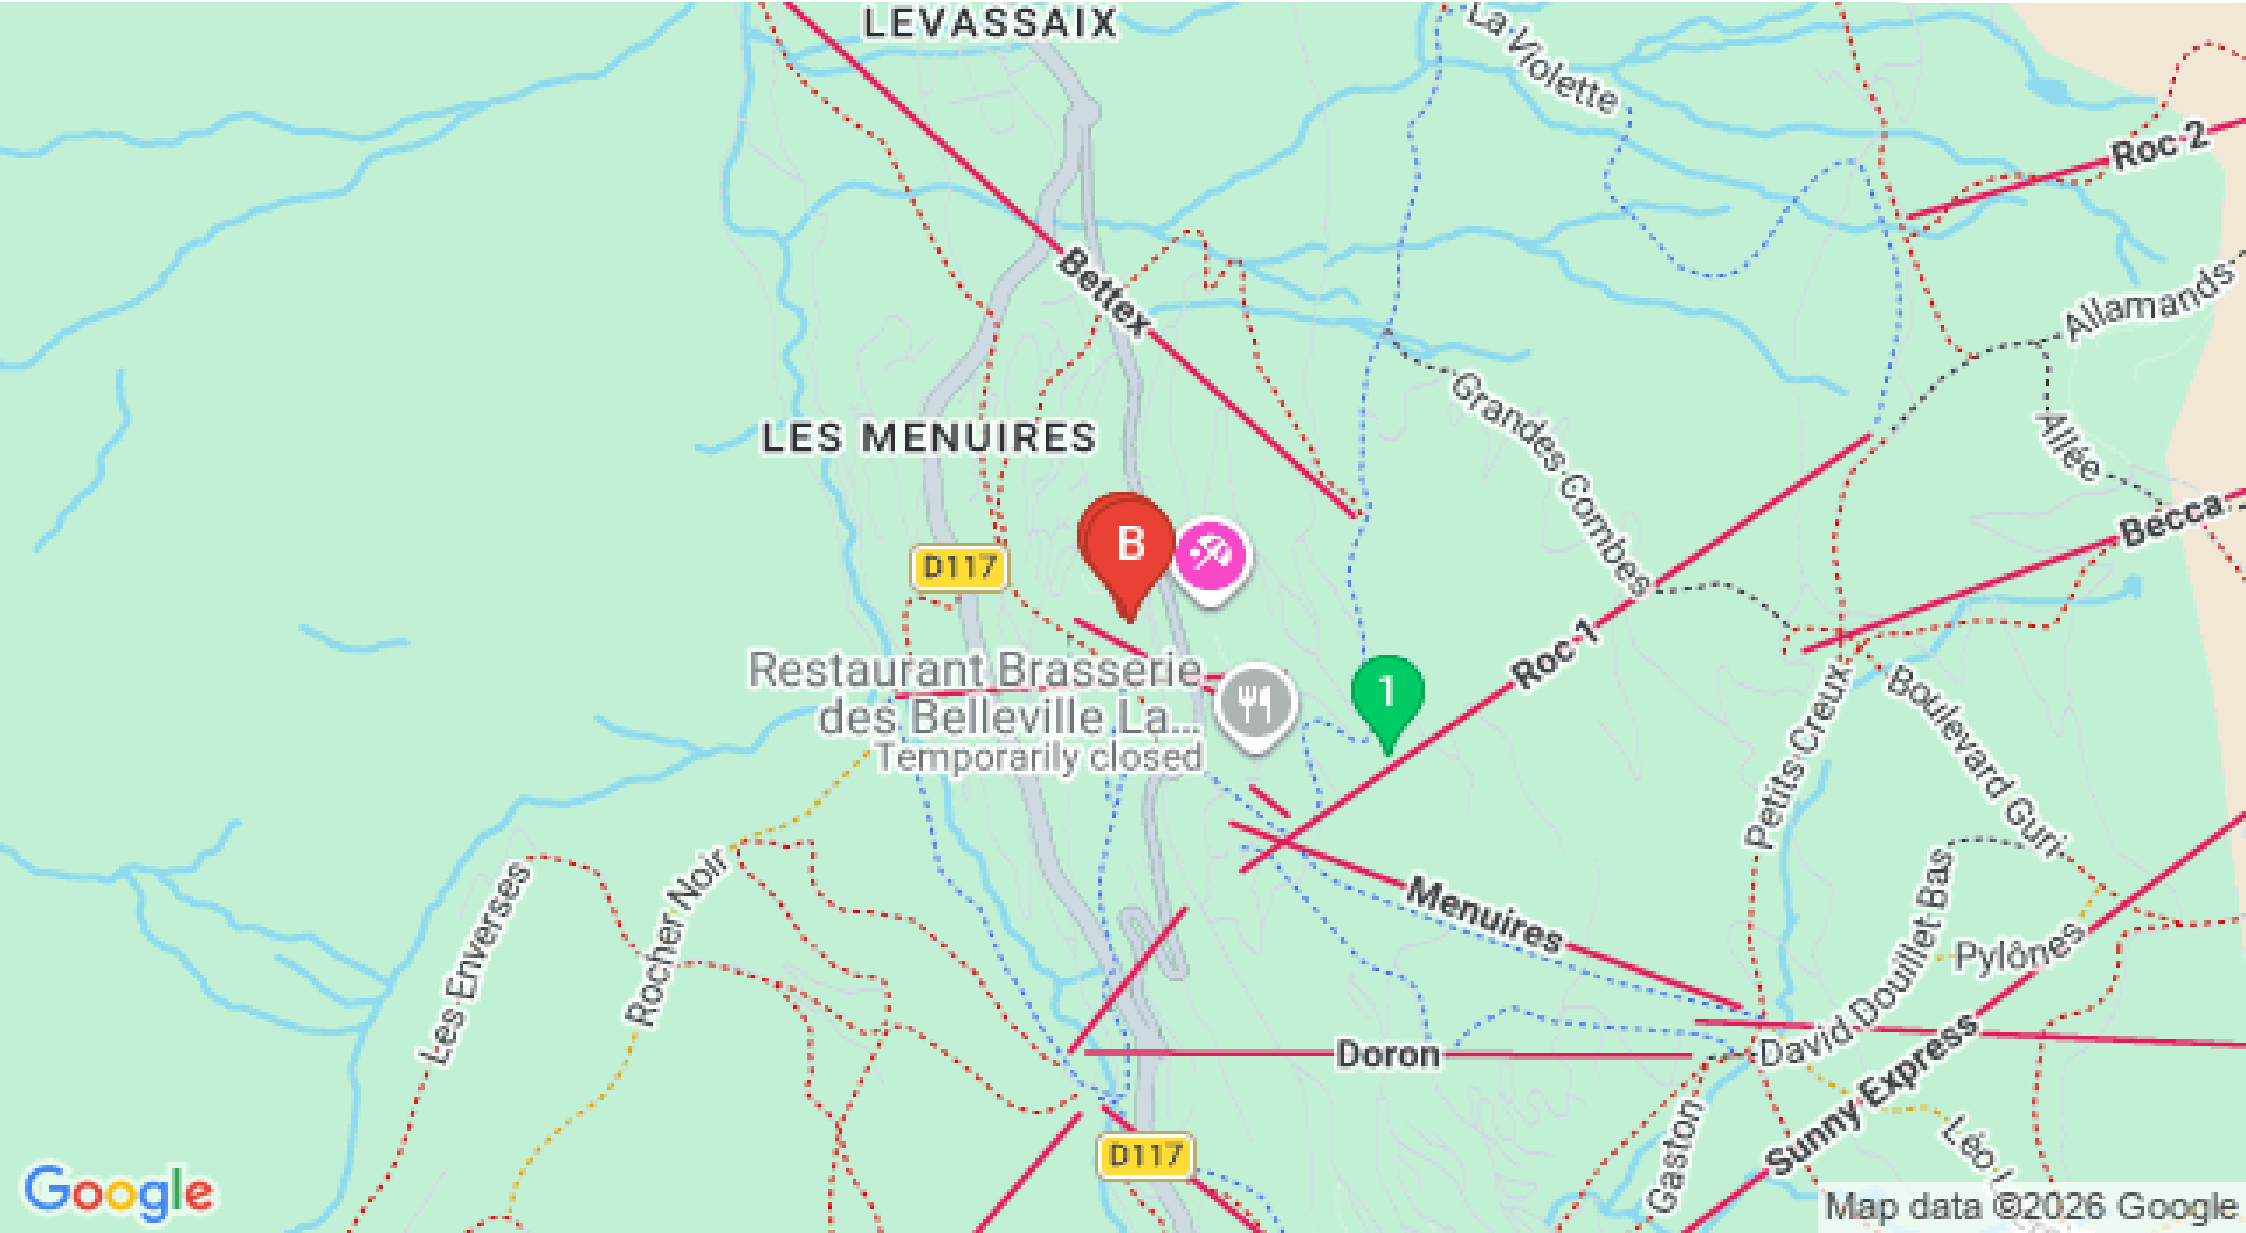 LEVASSAIX
La Violette
Roc 2
Bettex
Allamands
Grandes Combes
Allée
LES MENUIRES
Becca
B
D117
Roc 1
Restaurant Brasserie
des Belleville La...
Temporarily closed
1
Petits Creux
Boulevard Guri
Les Enverses
Rocher Noir
Menuires
David Douillet Bas
Pylônes
Doron
Sunny Express
Gaston
Léo L
D117
Google
Map data ©2026 Google